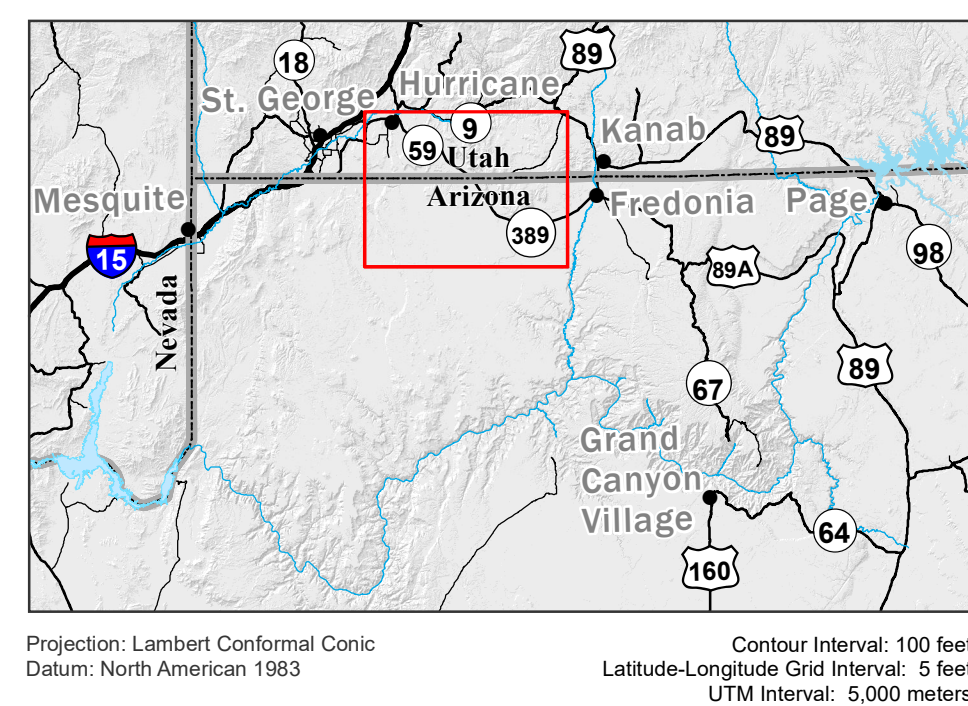 18
89
Hurricane
St. George
9
59
Utah
Kanab
89
Mesquite
Arizona
Fredonia
Page
389
15
89A
98
Nevada
89
67
Grand
Canyon
Village
64
160
Projection: Lambert Conformal Conic
Datum: North American 1983
Contour Interval: 100 feet
Latitude-Longitude Grid Interval: 5 feet
UTM Interval: 5,000 meters